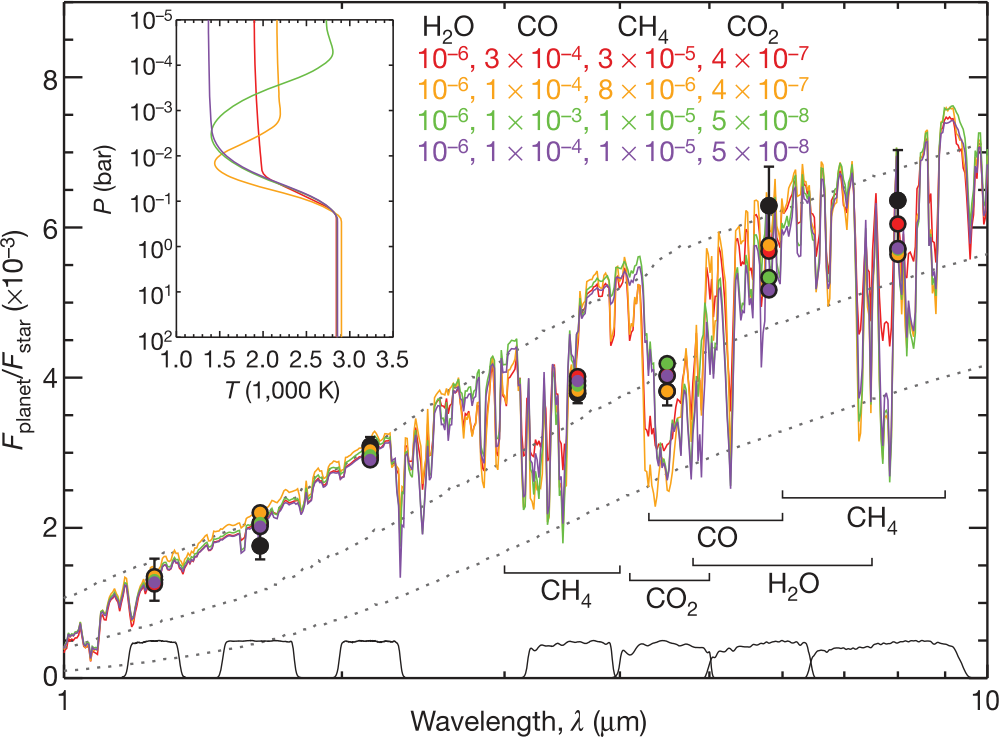 H₂O CO CH₄ CO₂
10⁻⁶, 3 × 10⁻⁴, 3 × 10⁻⁵, 4 × 10⁻⁷
10⁻⁶, 1 × 10⁻⁴, 8 × 10⁻⁶, 4 × 10⁻⁷
10⁻⁶, 1 × 10⁻³, 1 × 10⁻⁵, 5 × 10⁻⁸
10⁻⁶, 1 × 10⁻⁴, 1 × 10⁻⁵, 5 × 10⁻⁸
10⁻⁵
10⁻⁴
10⁻³
10⁻²
10⁻¹
10⁰
10¹
10²
P (bar)
1.0 1.5 2.0 2.5 3.0 3.5
T (1,000 K)
8
6
4
2
0
F_planet/F_star (×10⁻³)
CO
CH₄
CH₄
CO₂
H₂O
1 10
Wavelength, λ (μm)